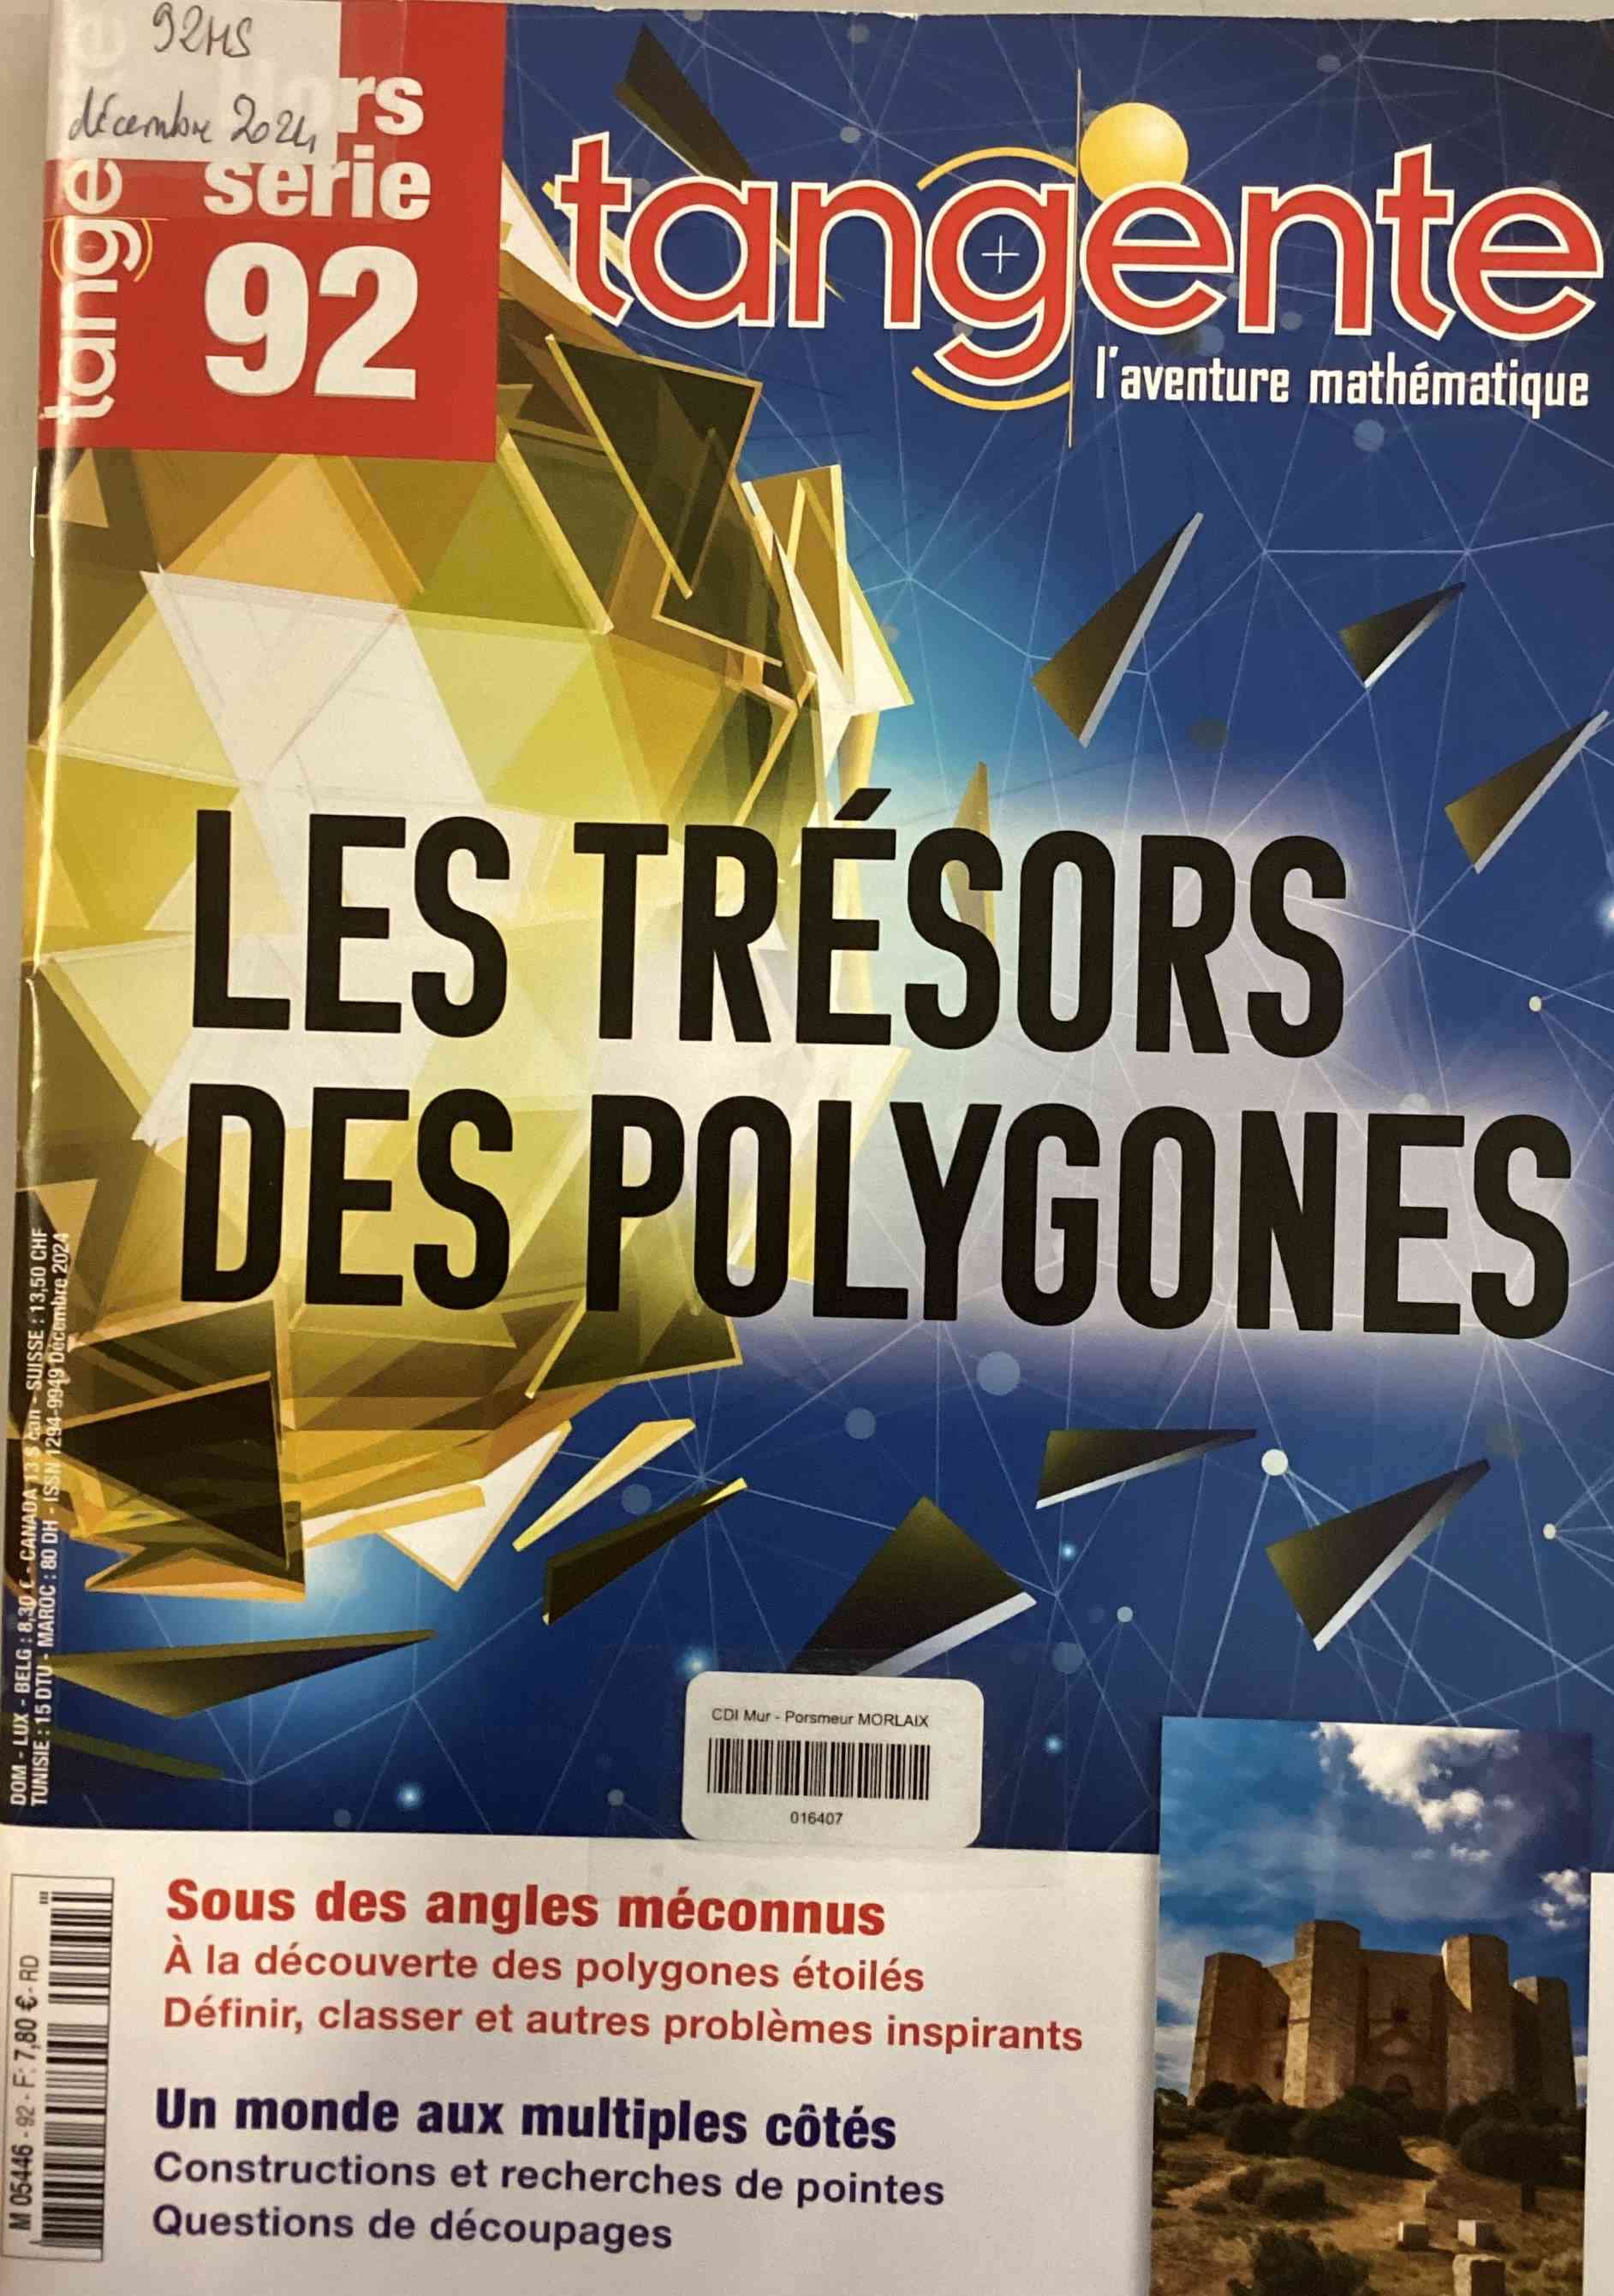 92HS
décembre 2024
Hors
série
92
tangente
tangente
l'aventure mathématique
LES TRÉSORS
DES POLYGONES
DOM - LUX - BELG : 8,30 € - CANADA 13 $ can - SUISSE : 13,50 CHF
TUNISIE : 15 DTU - MAROC : 80 DH - ISSN 1294-9949 Décembre 2024
CDI Mur - Porsmeur MORLAIX
016407
Sous des angles méconnus
À la découverte des polygones étoilés
Définir, classer et autres problèmes inspirants
Un monde aux multiples côtés
Constructions et recherches de pointes
Questions de découpages
M 05446 - 92 - F: 7,80 € - RD